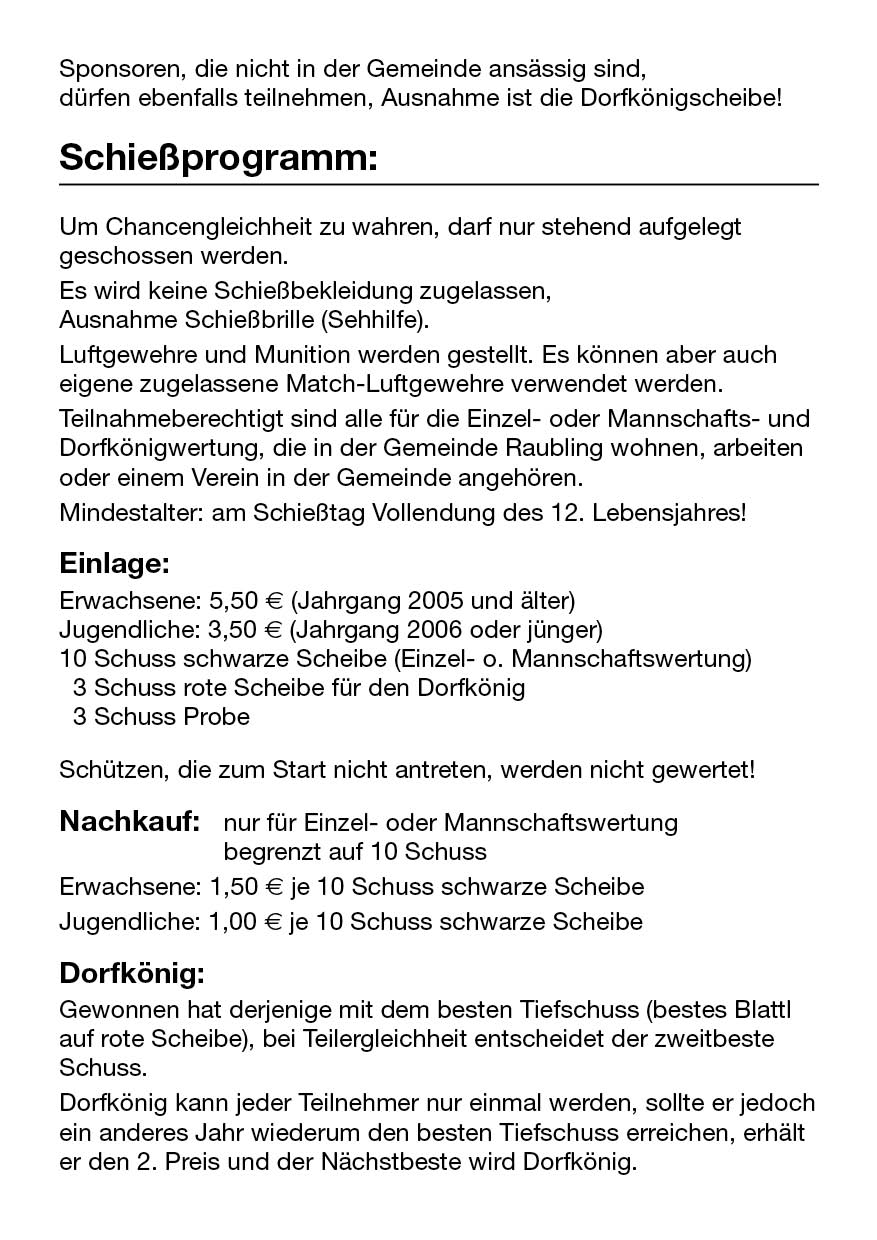 Sponsoren, die nicht in der Gemeinde ansässig sind,
dürfen ebenfalls teilnehmen, Ausnahme ist die Dorfkönigscheibe!
Schießprogramm:
Um Chancengleichheit zu wahren, darf nur stehend aufgelegt
geschossen werden.
Es wird keine Schießbekleidung zugelassen,
Ausnahme Schießbrille (Sehhilfe).
Luftgewehre und Munition werden gestellt. Es können aber auch
eigene zugelassene Match-Luftgewehre verwendet werden.
Teilnahmeberechtigt sind alle für die Einzel- oder Mannschafts- und
Dorfkönigwertung, die in der Gemeinde Raubling wohnen, arbeiten
oder einem Verein in der Gemeinde angehören.
Mindestalter: am Schießtag Vollendung des 12. Lebensjahres!
Einlage:
Erwachsene: 5,50 € (Jahrgang 2005 und älter)
Jugendliche: 3,50 € (Jahrgang 2006 oder jünger)
10 Schuss schwarze Scheibe (Einzel- o. Mannschaftswertung)
3 Schuss rote Scheibe für den Dorfkönig
3 Schuss Probe
Schützen, die zum Start nicht antreten, werden nicht gewertet!
Nachkauf: nur für Einzel- oder Mannschaftswertung
begrenzt auf 10 Schuss
Erwachsene: 1,50 € je 10 Schuss schwarze Scheibe
Jugendliche: 1,00 € je 10 Schuss schwarze Scheibe
Dorfkönig:
Gewonnen hat derjenige mit dem besten Tiefschuss (bestes Blattl
auf rote Scheibe), bei Teilergleichheit entscheidet der zweitbeste
Schuss.
Dorfkönig kann jeder Teilnehmer nur einmal werden, sollte er jedoch
ein anderes Jahr wiederum den besten Tiefschuss erreichen, erhält
er den 2. Preis und der Nächstbeste wird Dorfkönig.